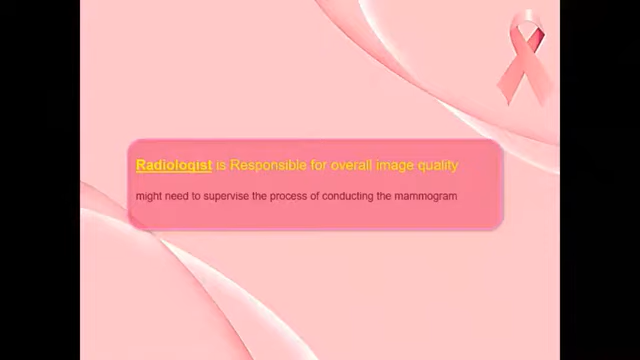 Radiologist is Responsible for overall image quality
might need to supervise the process of conducting the mammogram